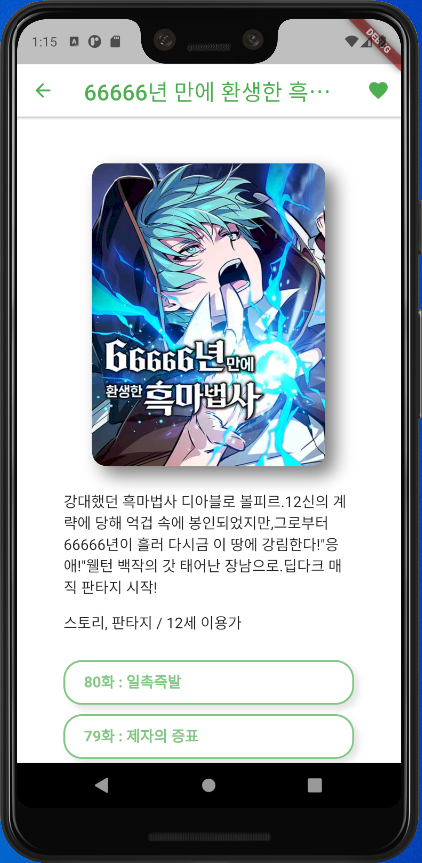 1:15
DEBUG
66666년 만에 환생한 흑…
66666년 만에
환생한 흑마법사
강대했던 흑마법사 디아블로 볼피르.12신의 계
략에 당해 억겁 속에 봉인되었지만,그로부터
66666년이 흘러 다시금 이 땅에 강림한다!"응
애!"웰턴 백작의 갓 태어난 장남으로.딥다크 매
직 판타지 시작!
스토리, 판타지 / 12세 이용가
80화 : 일촉즉발
79화 : 제자의 증표